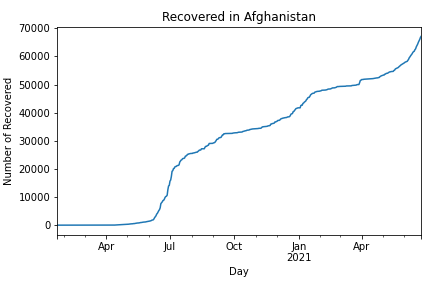 Recovered in Afghanistan
70000
60000
50000
40000
30000
20000
10000
0
Number of Recovered
Apr Jul Oct Jan Apr
2021
Day